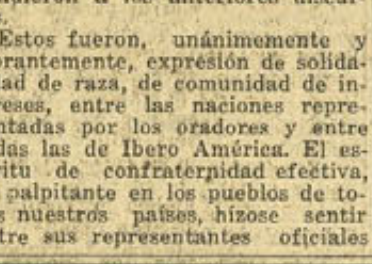 Estos fueron, unánimemente y
brantemente, expresión de solida-
ad de raza, de comunidad de in-
reses, entre las naciones repre-
ntadas por los oradores y entre
das las de Ibero América. El es-
ritu de confraternidad efectiva,
palpitante en los pueblos de to-
s nuestros países, hízose sentir
tre sus representantes oficiales